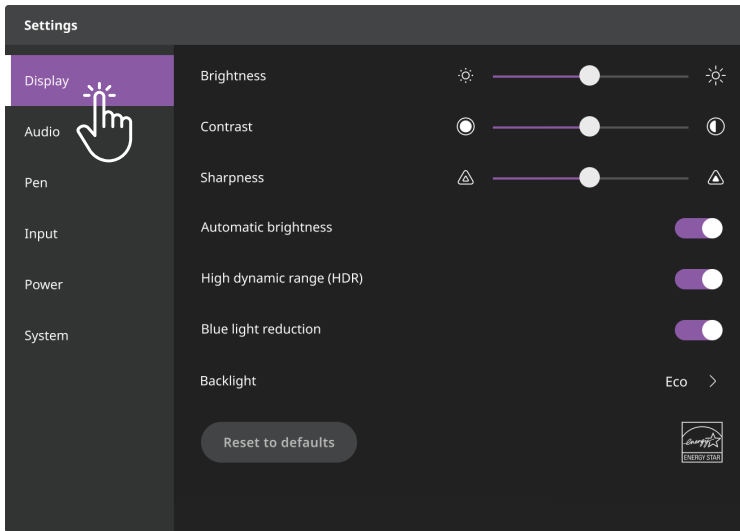 Settings
Display
Audio
Pen
Input
Power
System
Brightness
Contrast
Sharpness
Automatic brightness
High dynamic range (HDR)
Blue light reduction
Backlight
Eco
Reset to defaults
energy
ENERGY STAR